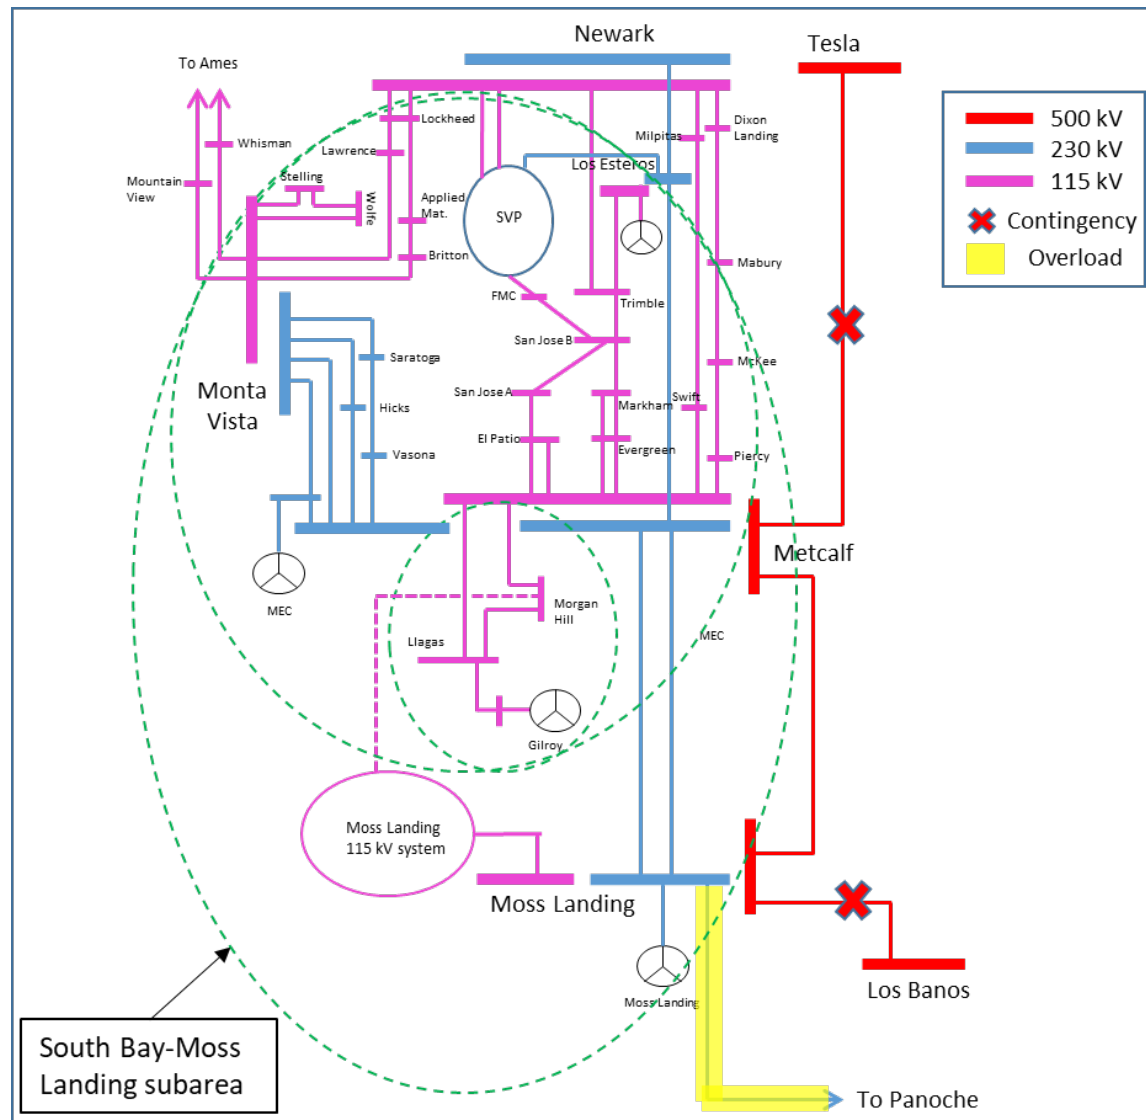 Newark
Tesla
To Ames
500 kV
230 kV
115 kV
Contingency
Overload
Lockheed
Dixon
Landing
Milpitas
Whisman
Lawrence
Los Esteros
Stelling
Mountain
View
Wolfe
Applied
Mat.
SVP
Britton
Mabury
FMC
Trimble
San Jose B
Saratoga
McKee
Monta
Vista
San Jose A
Markham
Swift
Hicks
El Patio
Evergreen
Vasona
Piercy
Metcalf
MEC
Morgan
Hill
MEC
Llagas
Gilroy
Moss Landing
115 kV system
Moss Landing
Los Banos
Moss Landing
South Bay-Moss
Landing subarea
To Panoche